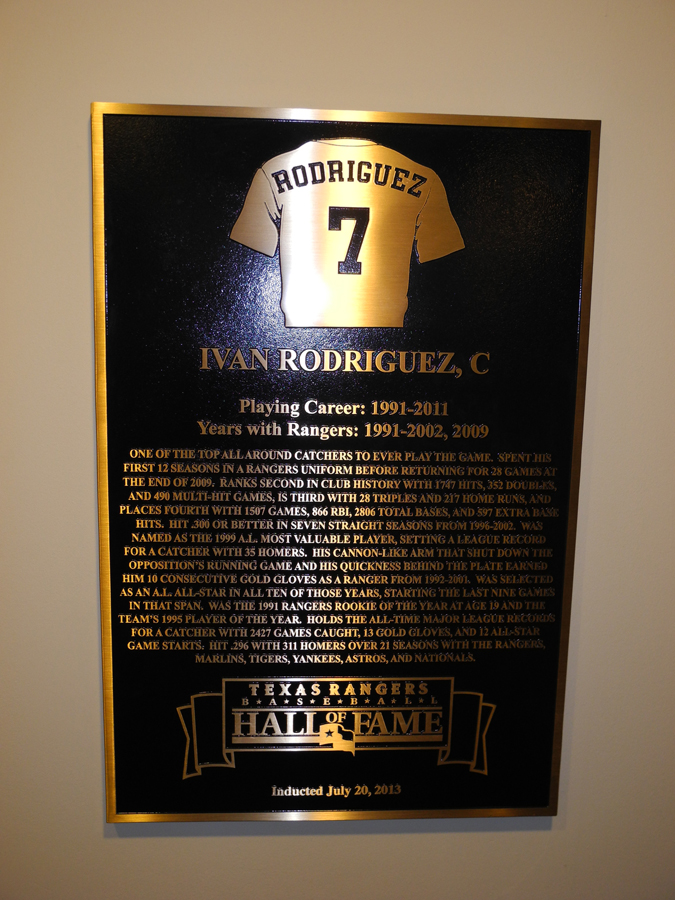 RODRIGUEZ
7
IVAN RODRIGUEZ, C
Playing Career: 1991-2011
Years with Rangers: 1991-2002, 2009
ONE OF THE TOP ALL AROUND CATCHERS TO EVER PLAY THE GAME. SPENT HIS
FIRST 12 SEASONS IN A RANGERS UNIFORM BEFORE RETURNING FOR 28 GAMES AT
THE END OF 2009. RANKS SECOND IN CLUB HISTORY WITH 1747 HITS, 352 DOUBLES,
AND 490 MULTI-HIT GAMES, IS THIRD WITH 28 TRIPLES AND 217 HOME RUNS, AND
PLACES FOURTH WITH 1507 GAMES, 866 RBI, 2806 TOTAL BASES, AND 597 EXTRA BASE
HITS. HIT .300 OR BETTER IN SEVEN STRAIGHT SEASONS FROM 1998-2002. WAS
NAMED AS THE 1999 A.L. MOST VALUABLE PLAYER, SETTING A LEAGUE RECORD
FOR A CATCHER WITH 35 HOMERS. HIS CANNON-LIKE ARM THAT SHUT DOWN THE
OPPOSITION'S RUNNING GAME AND HIS QUICKNESS BEHIND THE PLATE EARNED
HIM 10 CONSECUTIVE GOLD GLOVES AS A RANGER FROM 1992-2001. WAS SELECTED
AS AN A.L. ALL-STAR IN ALL TEN OF THOSE YEARS, STARTING THE LAST NINE GAMES
IN THAT SPAN. WAS THE 1991 RANGERS ROOKIE OF THE YEAR AT AGE 19 AND THE
TEAM'S 1995 PLAYER OF THE YEAR. HOLDS THE ALL-TIME MAJOR LEAGUE RECORDS
FOR A CATCHER WITH 2427 GAMES CAUGHT, 13 GOLD GLOVES, AND 12 ALL-STAR
GAME STARTS. HIT .296 WITH 311 HOMERS OVER 21 SEASONS WITH THE RANGERS,
MARLINS, TIGERS, YANKEES, ASTROS, AND NATIONALS.
TEXAS RANGERS
B★A★S★E★B★A★L★L
HALL OF FAME
Inducted July 20, 2013